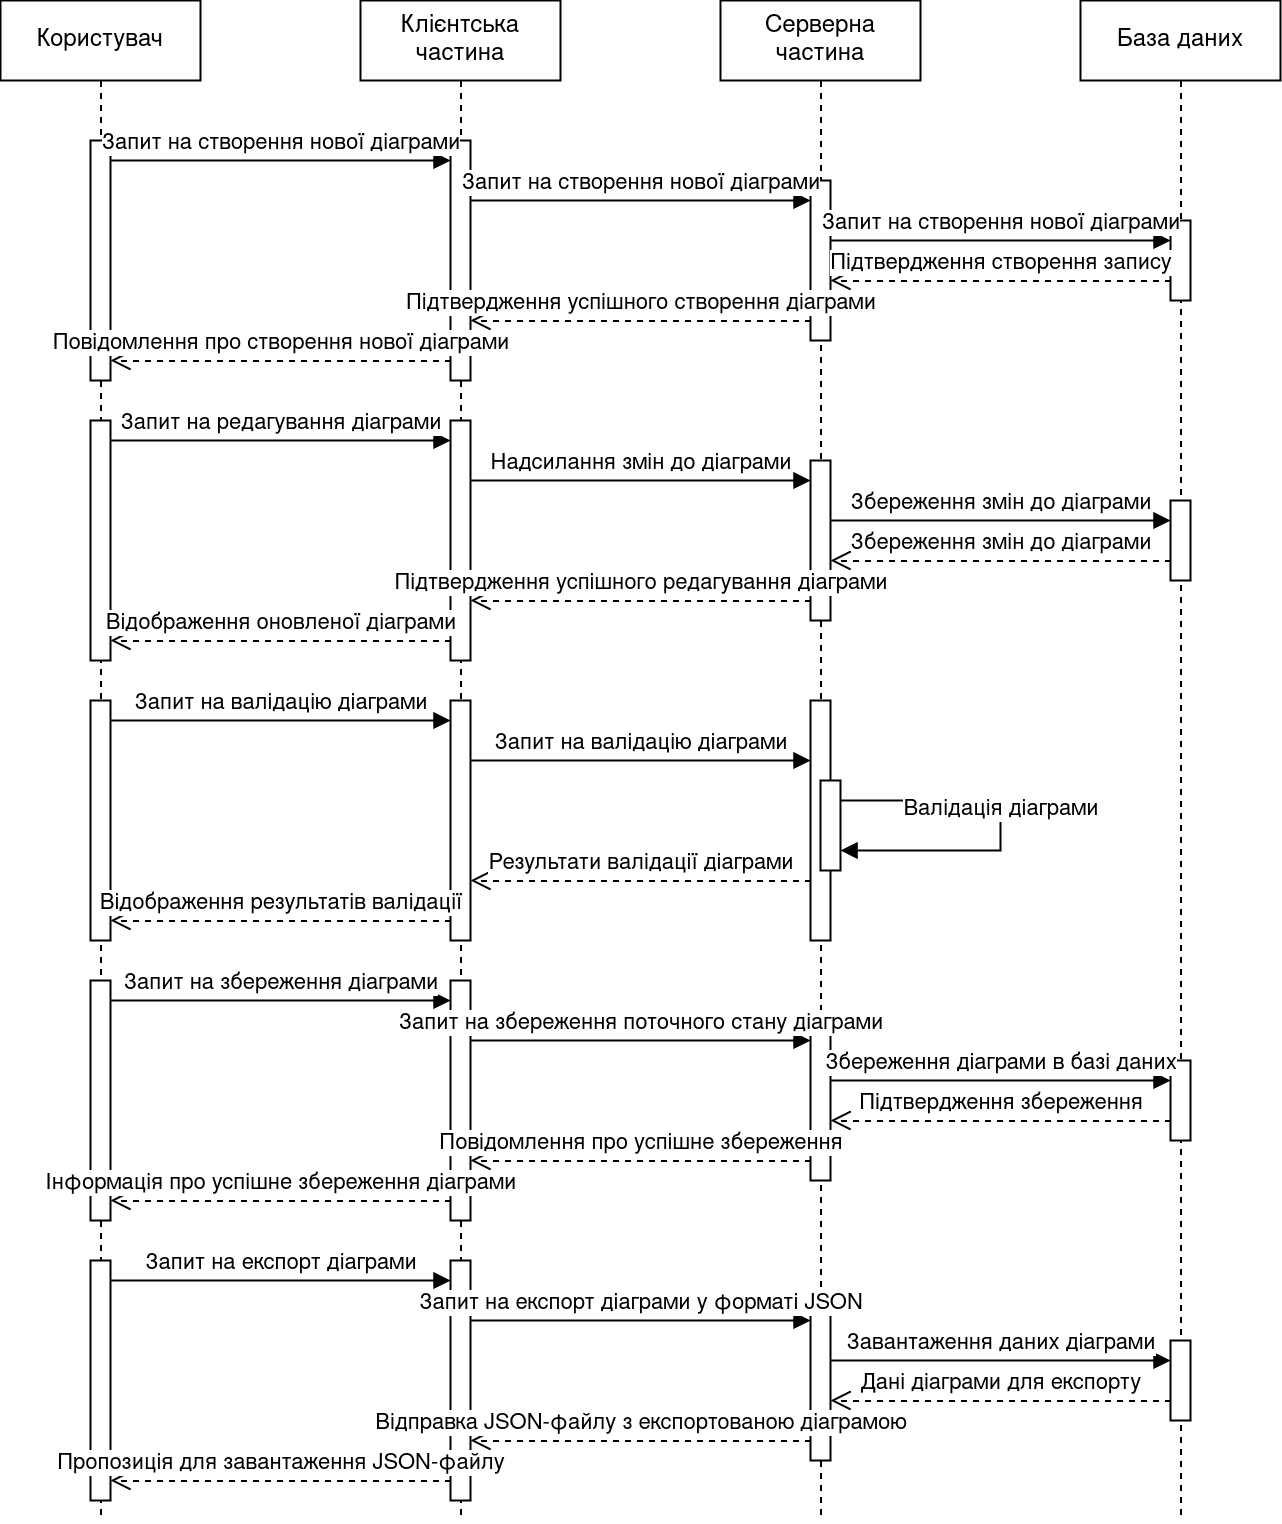 Користувач
Клієнтська
частина
Серверна
частина
База даних
Запит на створення нової діаграми
Запит на створення нової діаграми
Запит на створення нової діаграми
Підтвердження створення запису
Підтвердження успішного створення діаграми
Повідомлення про створення нової діаграми
Запит на редагування діаграми
Надсилання змін до діаграми
Збереження змін до діаграми
Збереження змін до діаграми
Підтвердження успішного редагування діаграми
Відображення оновленої діаграми
Запит на валідацію діаграми
Запит на валідацію діаграми
Валідація діаграми
Результати валідації діаграми
Відображення результатів валідації
Запит на збереження діаграми
Запит на збереження поточного стану діаграми
Збереження діаграми в базі даних
Підтвердження збереження
Повідомлення про успішне збереження
Інформація про успішне збереження діаграми
Запит на експорт діаграми
Запит на експорт діаграми у форматі JSON
Завантаження даних діаграми
Дані діаграми для експорту
Відправка JSON-файлу з експортованою діаграмою
Пропозиція для завантаження JSON-файлу